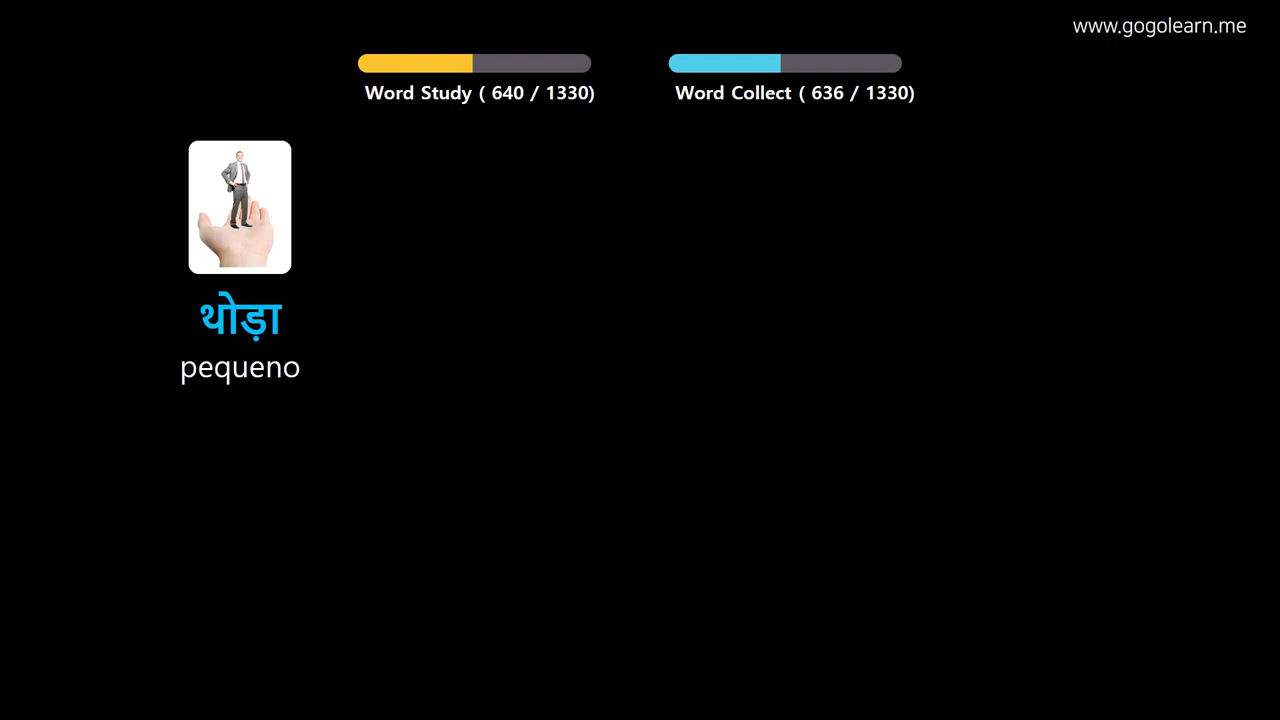 www.gogolearn.me
Word Study ( 640 / 1330)
Word Collect ( 636 / 1330)
थोड़ा
pequeno